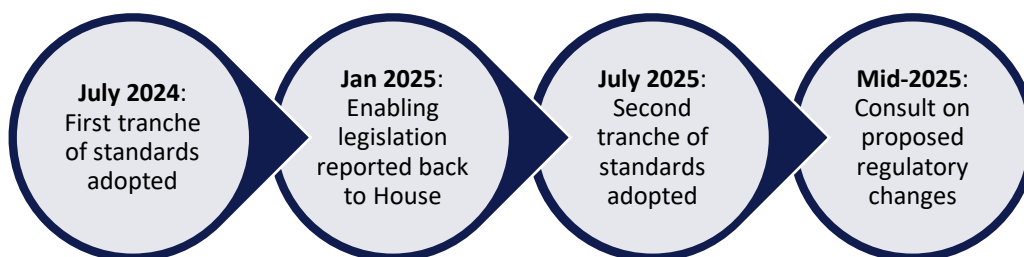 July 2024:
First tranche
of standards
adopted
Jan 2025:
Enabling
legislation
reported back
to House
July 2025:
Second
tranche of
standards
adopted
Mid-2025:
Consult on
proposed
regulatory
changes